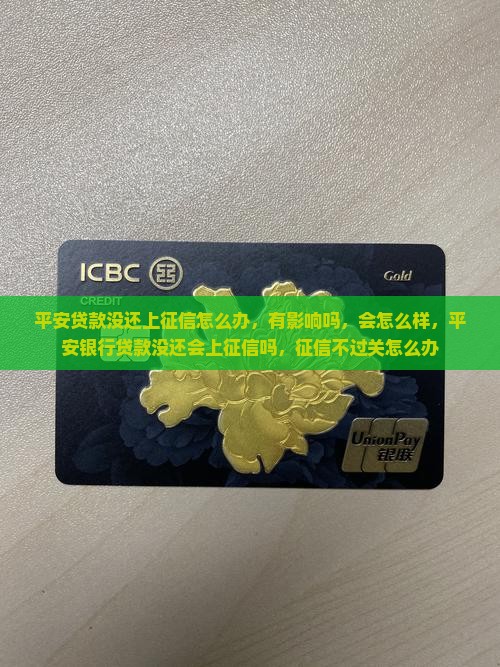 ICBC
Gold
CREDIT
平安贷款没还上征信怎么办，有影响吗，会怎么样，平
安银行贷款没还会上征信吗，征信不过关怎么办
UnionPay
银联